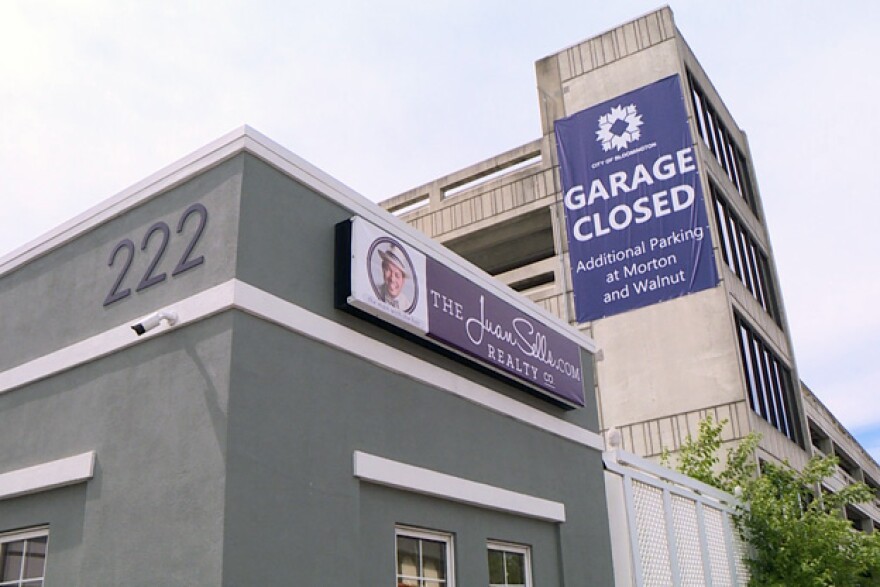 222
THE JuanSells.COM
REALTY CO
CITY OF BLOOMINGTON
GARAGE
CLOSED
Additional Parking
at Morton
and Walnut